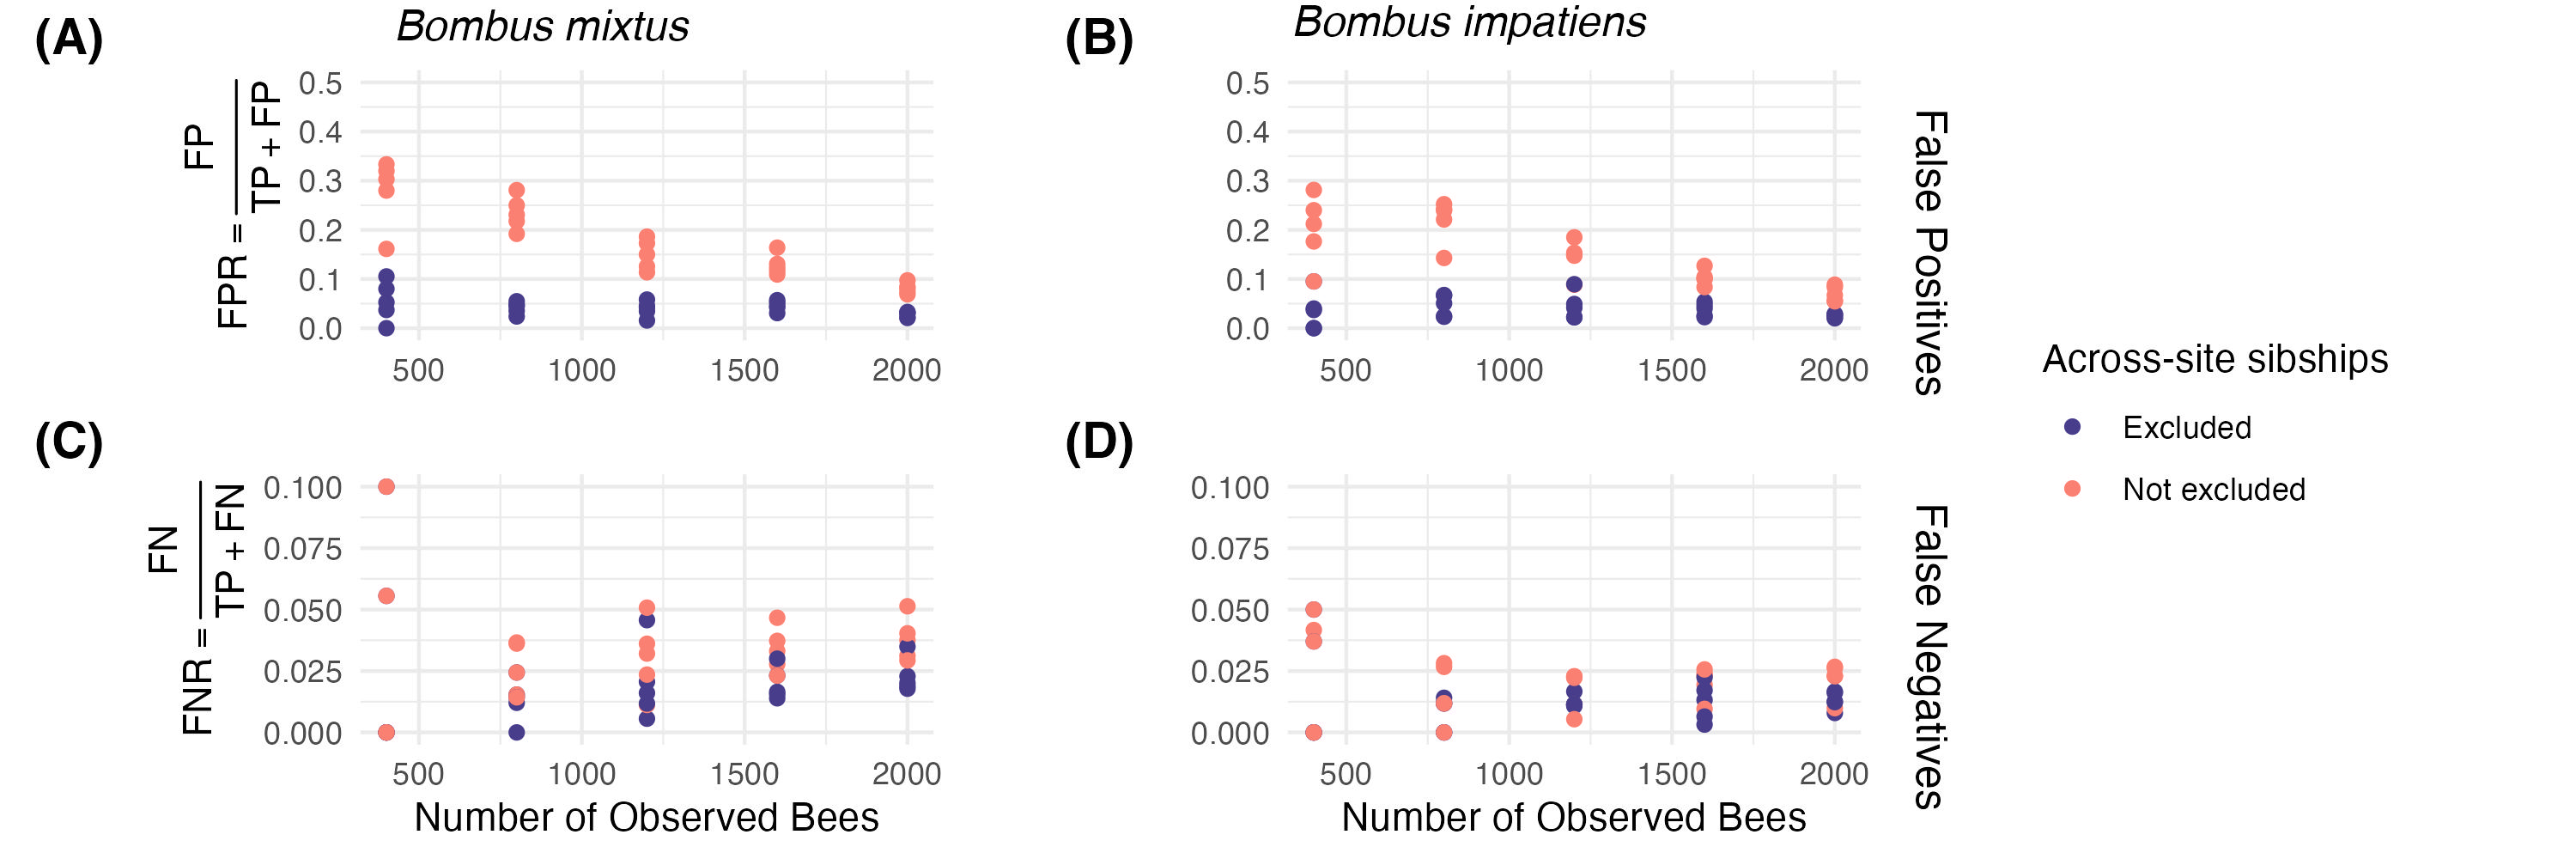 (A)
Bombus mixtus
(B)
Bombus impatiens
FPR = FP / TP + FP
0.5
0.4
0.3
0.2
0.1
0.0
500 1000 1500 2000
0.5
0.4
0.3
0.2
0.1
0.0
500 1000 1500 2000
False Positives
(C)
FNR = FN / TP + FN
0.100
0.075
0.050
0.025
0.000
500 1000 1500 2000
Number of Observed Bees
(D)
0.100
0.075
0.050
0.025
0.000
500 1000 1500 2000
Number of Observed Bees
False Negatives
Across-site sibships
Excluded
Not excluded